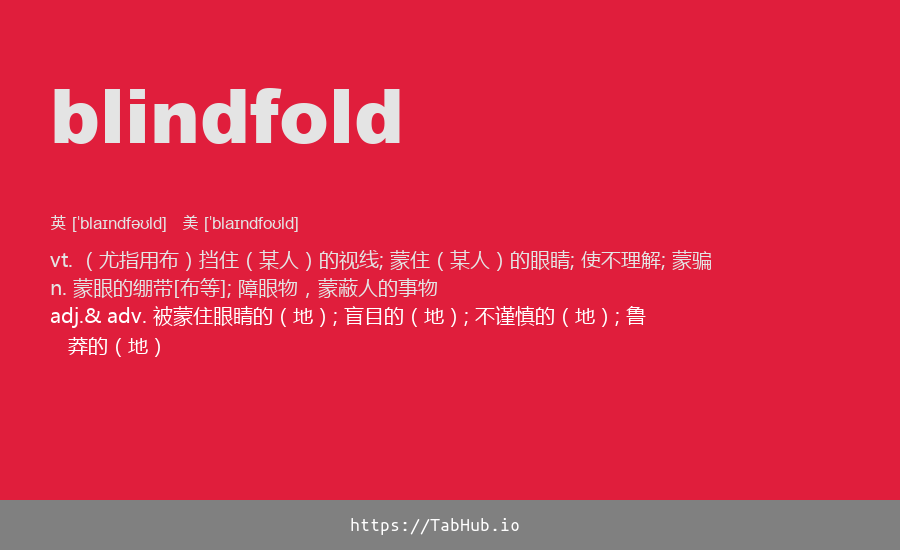 blindfold
英 [ˈblaɪndfəʊld] 美 [ˈblaɪndfoʊld]
vt. （尤指用布）挡住（某人）的视线; 蒙住（某人）的眼睛; 使不理解; 蒙骗
n. 蒙眼的绷带[布等]; 障眼物，蒙蔽人的事物
adj.& adv. 被蒙住眼睛的（地）; 盲目的（地）; 不谨慎的（地）; 鲁
莽的（地）
https://TabHub.io